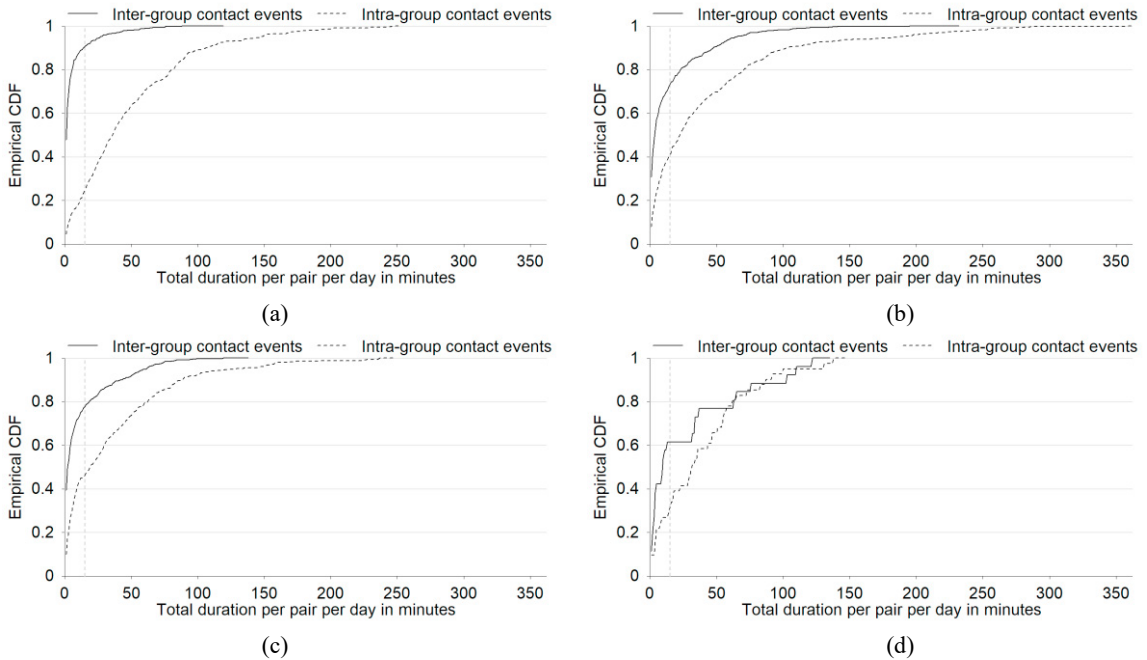 Inter-group contact events Intra-group contact events
1
0.8
0.6
0.4
0.2
0
Empirical CDF
0 50 100 150 200 250 300 350
Total duration per pair per day in minutes
(a)
Inter-group contact events Intra-group contact events
1
0.8
0.6
0.4
0.2
0
Empirical CDF
0 50 100 150 200 250 300 350
Total duration per pair per day in minutes
(b)
Inter-group contact events Intra-group contact events
1
0.8
0.6
0.4
0.2
0
Empirical CDF
0 50 100 150 200 250 300 350
Total duration per pair per day in minutes
(c)
Inter-group contact events Intra-group contact events
1
0.8
0.6
0.4
0.2
0
Empirical CDF
0 50 100 150 200 250 300 350
Total duration per pair per day in minutes
(d)